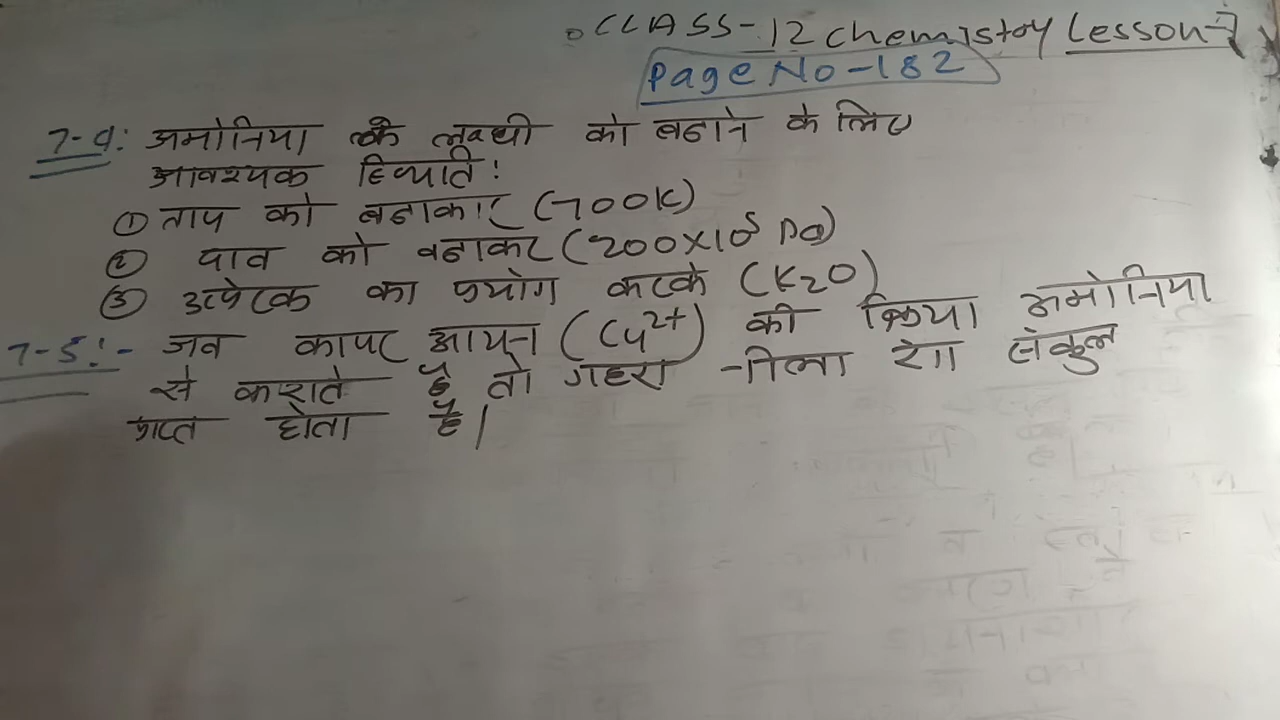 CLASS-12 chemistry Lesson-7
Page No-182
7-4: अमोनिया के लब्धी को बढाने के लिए
आवश्यक स्थिति:
① ताप को बढाकर (700K)
② दाव को बढाकर (200×10⁵ Pa)
③ उत्प्रेरक का प्रयोग करके (K₂O)
7-5:- जब कापर आयन (Cu²⁺) की क्रिया अमोनिया
से कराते है तो गहरा निला रंग संकुल
प्राप्त होता है|